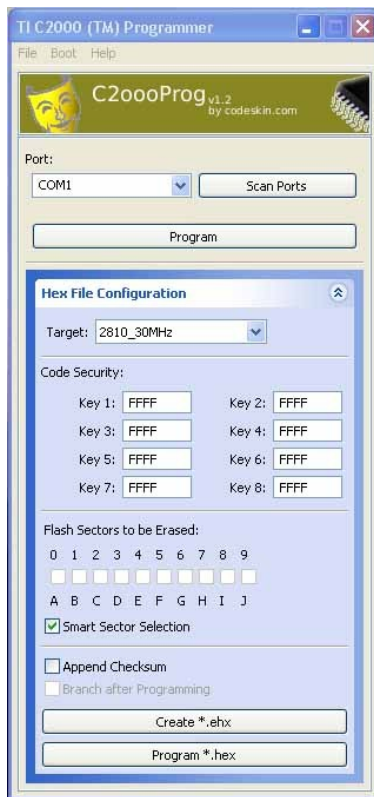 TI C2000 (TM) Programmer
File Boot Help
C2oooProg v1.2
by codeskin.com
Port:
COM1 Scan Ports
Program
Hex File Configuration
Target: 2810_30MHz
Code Security:
Key 1: FFFF Key 2: FFFF
Key 3: FFFF Key 4: FFFF
Key 5: FFFF Key 6: FFFF
Key 7: FFFF Key 8: FFFF
Flash Sectors to be Erased:
0 1 2 3 4 5 6 7 8 9
A B C D E F G H I J
Smart Sector Selection
Append Checksum
Branch after Programming
Create *.ehx
Program *.hex